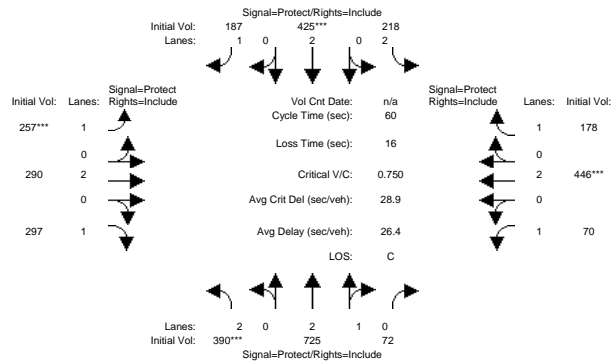 Signal=Protect/Rights=Include
Initial Vol: 187 425*** 218
Lanes: 1 0 2 0 2
Signal=Protect
Initial Vol: Lanes: Rights=Include
Vol Cnt Date: n/a
Signal=Protect
Rights=Include Lanes: Initial Vol:
Cycle Time (sec): 60
257*** 1
1 178
Loss Time (sec): 16
0
0
290 2
Critical V/C: 0.750
2 446***
0
Avg Crit Del (sec/veh): 28.9
0
297 1
Avg Delay (sec/veh): 26.4
1 70
LOS: C
Lanes: 2 0 2 1 0
Initial Vol: 390*** 725 72
Signal=Protect/Rights=Include